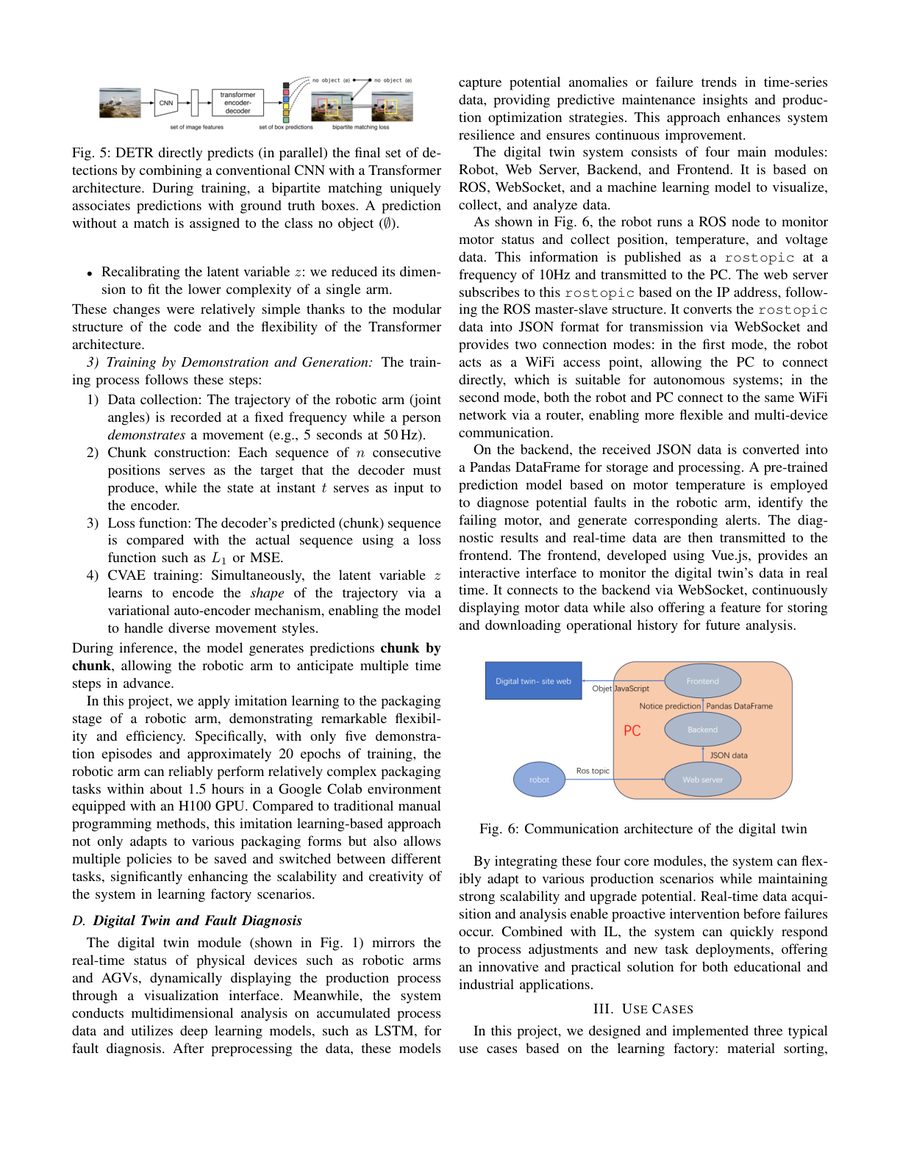 no object (ø) no object (ø)
CNN
transformer
encoder-
decoder
set of image features set of box predictions bipartite matching loss
Fig. 5: DETR directly predicts (in parallel) the final set of de-
tections by combining a conventional CNN with a Transformer
architecture. During training, a bipartite matching uniquely
associates predictions with ground truth boxes. A prediction
without a match is assigned to the class no object (∅).
• Recalibrating the latent variable z: we reduced its dimen-
sion to fit the lower complexity of a single arm.
These changes were relatively simple thanks to the modular
structure of the code and the flexibility of the Transformer
architecture.
3) Training by Demonstration and Generation: The train-
ing process follows these steps:
1) Data collection: The trajectory of the robotic arm (joint
angles) is recorded at a fixed frequency while a person
demonstrates a movement (e.g., 5 seconds at 50 Hz).
2) Chunk construction: Each sequence of n consecutive
positions serves as the target that the decoder must
produce, while the state at instant t serves as input to
the encoder.
3) Loss function: The decoder's predicted (chunk) sequence
is compared with the actual sequence using a loss
function such as L1 or MSE.
4) CVAE training: Simultaneously, the latent variable z
learns to encode the shape of the trajectory via a
variational auto-encoder mechanism, enabling the model
to handle diverse movement styles.
During inference, the model generates predictions chunk by
chunk, allowing the robotic arm to anticipate multiple time
steps in advance.
In this project, we apply imitation learning to the packaging
stage of a robotic arm, demonstrating remarkable flexibil-
ity and efficiency. Specifically, with only five demonstra-
tion episodes and approximately 20 epochs of training, the
robotic arm can reliably perform relatively complex packaging
tasks within about 1.5 hours in a Google Colab environment
equipped with an H100 GPU. Compared to traditional manual
programming methods, this imitation learning-based approach
not only adapts to various packaging forms but also allows
multiple policies to be saved and switched between different
tasks, significantly enhancing the scalability and creativity of
the system in learning factory scenarios.
D. Digital Twin and Fault Diagnosis
The digital twin module (shown in Fig. 1) mirrors the
real-time status of physical devices such as robotic arms
and AGVs, dynamically displaying the production process
through a visualization interface. Meanwhile, the system
conducts multidimensional analysis on accumulated process
data and utilizes deep learning models, such as LSTM, for
fault diagnosis. After preprocessing the data, these models
capture potential anomalies or failure trends in time-series
data, providing predictive maintenance insights and produc-
tion optimization strategies. This approach enhances system
resilience and ensures continuous improvement.
The digital twin system consists of four main modules:
Robot, Web Server, Backend, and Frontend. It is based on
ROS, WebSocket, and a machine learning model to visualize,
collect, and analyze data.
As shown in Fig. 6, the robot runs a ROS node to monitor
motor status and collect position, temperature, and voltage
data. This information is published as a rostopic at a
frequency of 10Hz and transmitted to the PC. The web server
subscribes to this rostopic based on the IP address, follow-
ing the ROS master-slave structure. It converts the rostopic
data into JSON format for transmission via WebSocket and
provides two connection modes: in the first mode, the robot
acts as a WiFi access point, allowing the PC to connect
directly, which is suitable for autonomous systems; in the
second mode, both the robot and PC connect to the same WiFi
network via a router, enabling more flexible and multi-device
communication.
On the backend, the received JSON data is converted into
a Pandas DataFrame for storage and processing. A pre-trained
prediction model based on motor temperature is employed
to diagnose potential faults in the robotic arm, identify the
failing motor, and generate corresponding alerts. The diag-
nostic results and real-time data are then transmitted to the
frontend. The frontend, developed using Vue.js, provides an
interactive interface to monitor the digital twin's data in real
time. It connects to the backend via WebSocket, continuously
displaying motor data while also offering a feature for storing
and downloading operational history for future analysis.
Digital twin- site web
Objet JavaScript
Frontend
Notice prediction Pandas DataFrame
PC
Backend
JSON data
robot
Ros topic
Web server
Fig. 6: Communication architecture of the digital twin
By integrating these four core modules, the system can flex-
ibly adapt to various production scenarios while maintaining
strong scalability and upgrade potential. Real-time data acqui-
sition and analysis enable proactive intervention before failures
occur. Combined with IL, the system can quickly respond
to process adjustments and new task deployments, offering
an innovative and practical solution for both educational and
industrial applications.
III. USE CASES
In this project, we designed and implemented three typical
use cases based on the learning factory: material sorting,